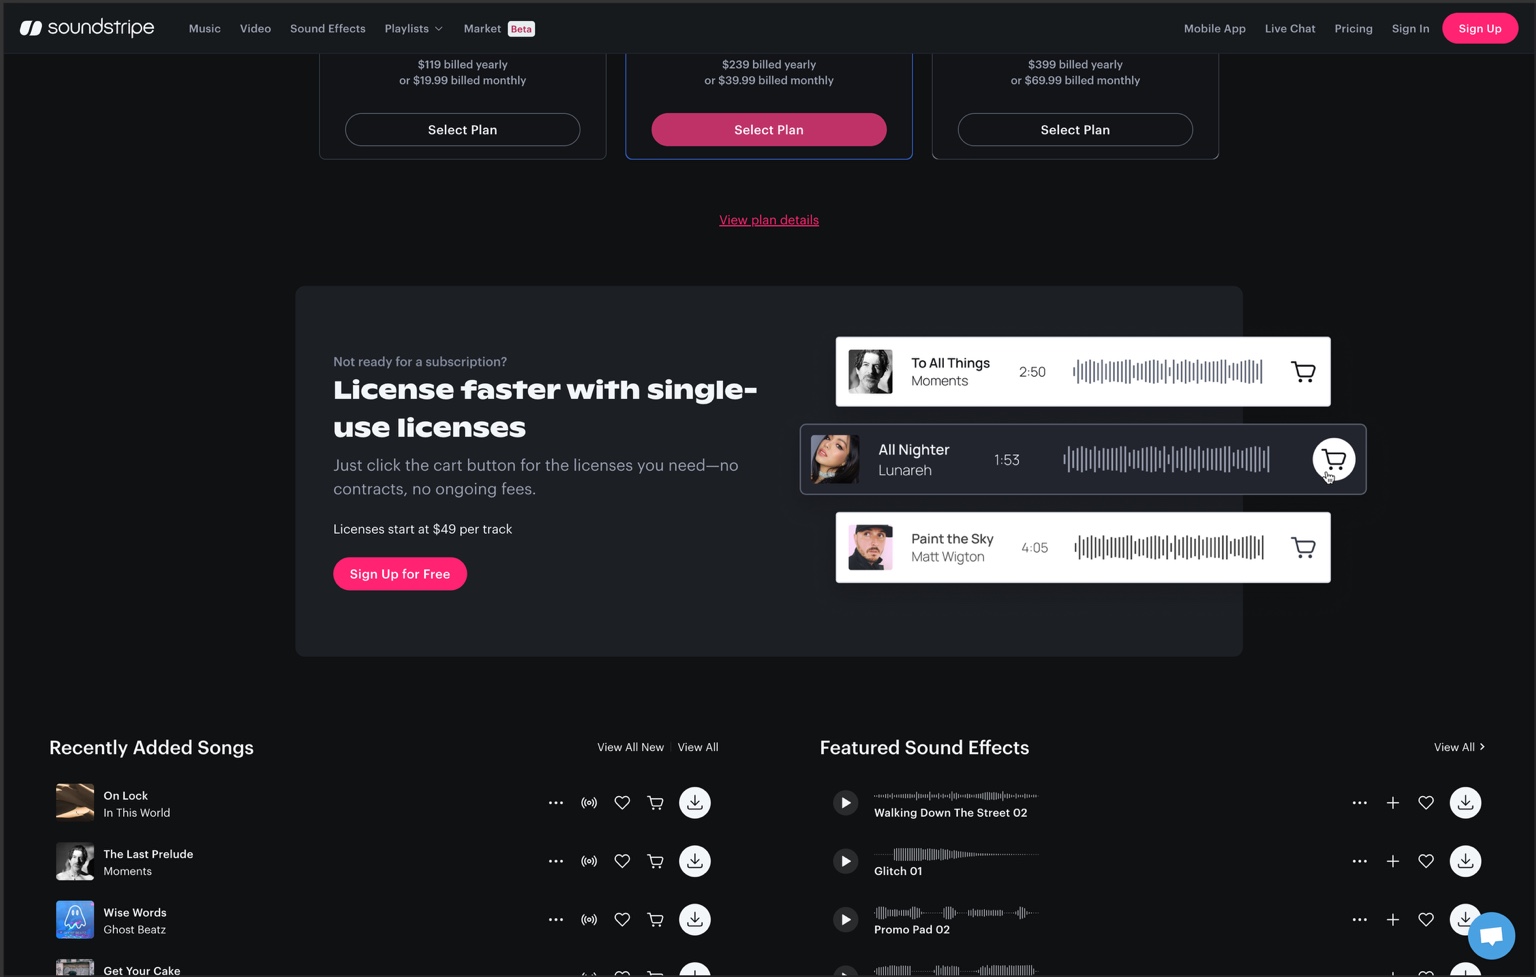 soundstripe Music Video Sound Effects Playlists Market Beta Mobile App Live Chat Pricing Sign In Sign Up
$119 billed yearly
or $19.99 billed monthly
Select Plan
$239 billed yearly
or $39.99 billed monthly
Select Plan
$399 billed yearly
or $69.99 billed monthly
Select Plan
View plan details
Not ready for a subscription?
License faster with single-
use licenses
Just click the cart button for the licenses you need—no
contracts, no ongoing fees.
Licenses start at $49 per track
Sign Up for Free
To All Things
Moments
2:50
All Nighter
Lunareh
1:53
Paint the Sky
Matt Wigton
4:05
Recently Added Songs
View All New View All
On Lock
In This World
The Last Prelude
Moments
Wise Words
Ghost Beatz
Get Your Cake
Featured Sound Effects
View All
Walking Down The Street 02
Glitch 01
Promo Pad 02